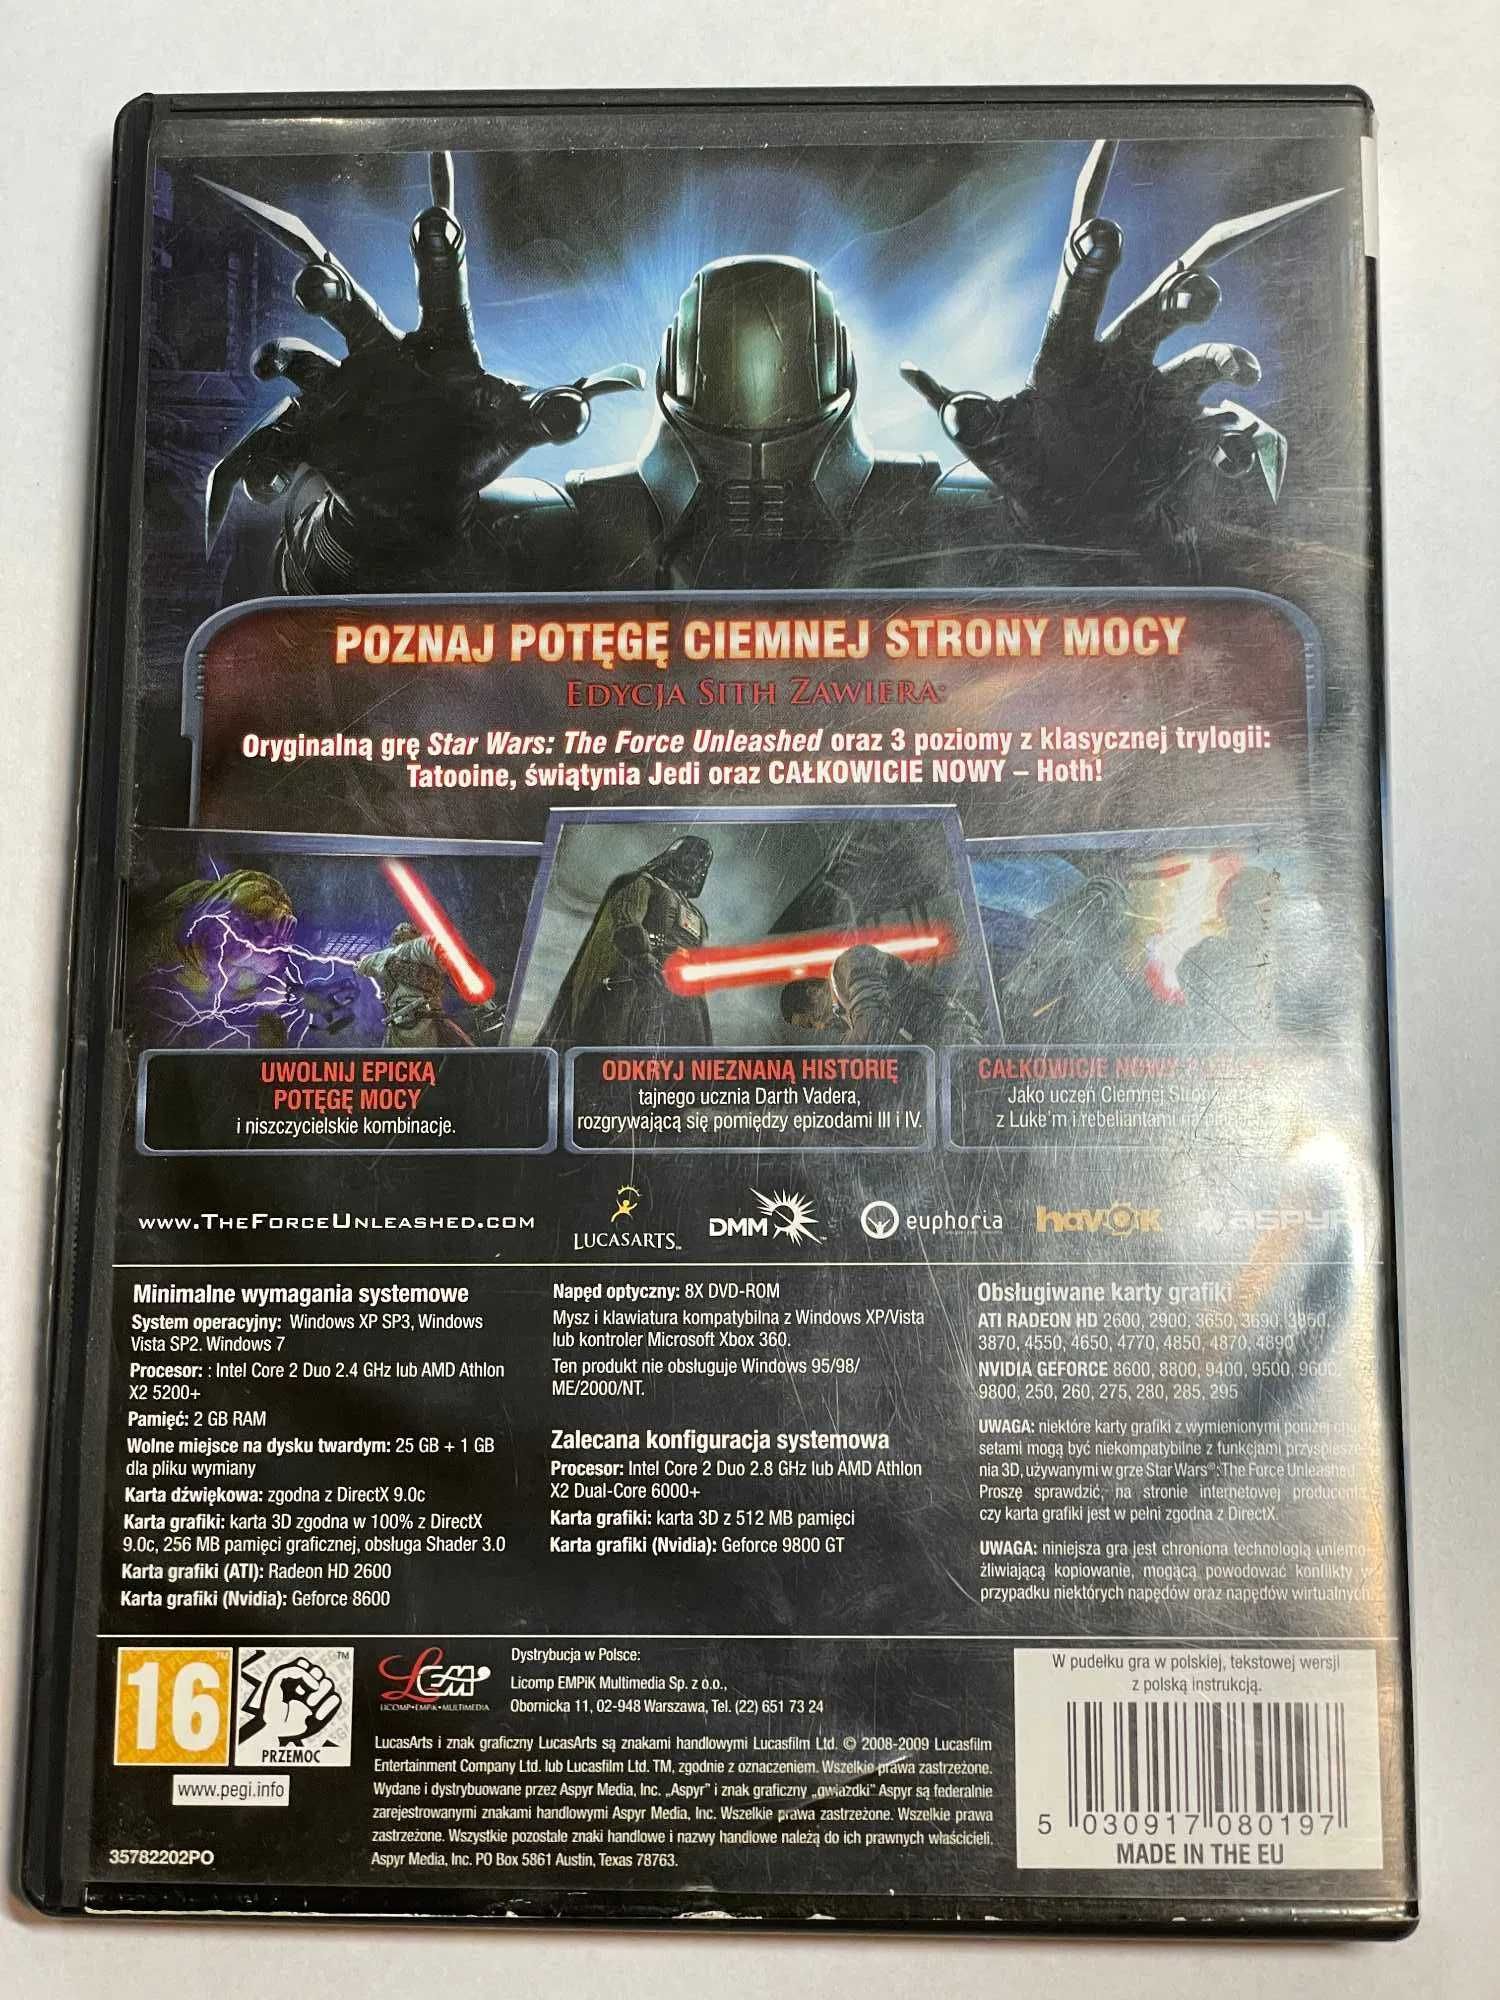 POZNAJ POTĘGĘ CIEMNEJ STRONY MOCY
EDYCJA SITH ZAWIERA:
Oryginalną grę Star Wars: The Force Unleashed oraz 3 poziomy z klasycznej trylogii:
Tatooine, świątynia Jedi oraz CAŁKOWICIE NOWY – Hoth!
UWOLNIJ EPICKĄ
POTĘGĘ MOCY
i niszczycielskie kombinacje.
ODKRYJ NIEZNANĄ HISTORIĘ
tajnego ucznia Darth Vadera,
rozgrywającą się pomiędzy epizodami III i IV.
CAŁKOWICIE NOWY
Jako uczeń Ciemnej
z Luke'm i rebeliantami
www.TheForceUnleashed.com
LUCASARTS™
DMM™
euphoria
havok
ASPYR
Minimalne wymagania systemowe
System operacyjny: Windows XP SP3, Windows
Vista SP2. Windows 7
Procesor: : Intel Core 2 Duo 2.4 GHz lub AMD Athlon
X2 5200+
Pamięć: 2 GB RAM
Wolne miejsce na dysku twardym: 25 GB + 1 GB
dla pliku wymiany
Karta dźwiękowa: zgodna z DirectX 9.0c
Karta grafiki: karta 3D zgodna w 100% z DirectX
9.0c, 256 MB pamięci graficznej, obsługa Shader 3.0
Karta grafiki (ATI): Radeon HD 2600
Karta grafiki (Nvidia): Geforce 8600
Napęd optyczny: 8X DVD-ROM
Mysz i klawiatura kompatybilna z Windows XP/Vista
lub kontroler Microsoft Xbox 360.
Ten produkt nie obsługuje Windows 95/98/
ME/2000/NT.
Zalecana konfiguracja systemowa
Procesor: Intel Core 2 Duo 2.8 GHz lub AMD Athlon
X2 Dual-Core 6000+
Karta grafiki: karta 3D z 512 MB pamięci
Karta grafiki (Nvidia): Geforce 9800 GT
Obsługiwane karty grafiki
ATI RADEON HD 2600, 2900, 3650, 3690, 3850,
3870, 4550, 4650, 4770, 4850, 4870, 4890
NVIDIA GEFORCE 8600, 8800, 9400, 9500, 9600,
9800, 250, 260, 275, 280, 285, 295
UWAGA: niektóre karty grafiki z wymienionymi poniżej chip-
setami mogą być niekompatybilne z funkcjami przyspiesze-
nia 3D, używanymi w grze Star Wars®: The Force Unleashed.
Proszę sprawdzić, na stronie internetowej producenta
czy karta grafiki jest w pełni zgodna z DirectX.
UWAGA: niniejsza gra jest chroniona technologią uniemo-
żliwiającą kopiowanie, mogącą powodować konflikty w
przypadku niektórych napędów oraz napędów wirtualnych.
16
PRZEMOC
TM
www.pegi.info
35782202PO
LEM
LICOMP•EMPiK•MULTIMEDIA
Dystrybucja w Polsce:
Licomp EMPiK Multimedia Sp. z o.o.,
Obornicka 11, 02-948 Warszawa, Tel. (22) 651 73 24
LucasArts i znak graficzny LucasArts są znakami handlowymi Lucasfilm Ltd. © 2008-2009 Lucasfilm
Entertainment Company Ltd. lub Lucasfilm Ltd. TM, zgodnie z oznaczeniem. Wszelkie prawa zastrzeżone.
Wydane i dystrybuowane przez Aspyr Media, Inc. „Aspyr” i znak graficzny „gwiazdki” Aspyr są federalnie
zarejestrowanymi znakami handlowymi Aspyr Media, Inc. Wszelkie prawa zastrzeżone. Wszelkie prawa
zastrzeżone. Wszystkie pozostałe znaki handlowe i nazwy handlowe należą do ich prawnych właścicieli.
Aspyr Media, Inc. PO Box 5861 Austin, Texas 78763.
W pudełku gra w polskiej, tekstowej wersji
z polską instrukcją.
5 030917 080197
MADE IN THE EU